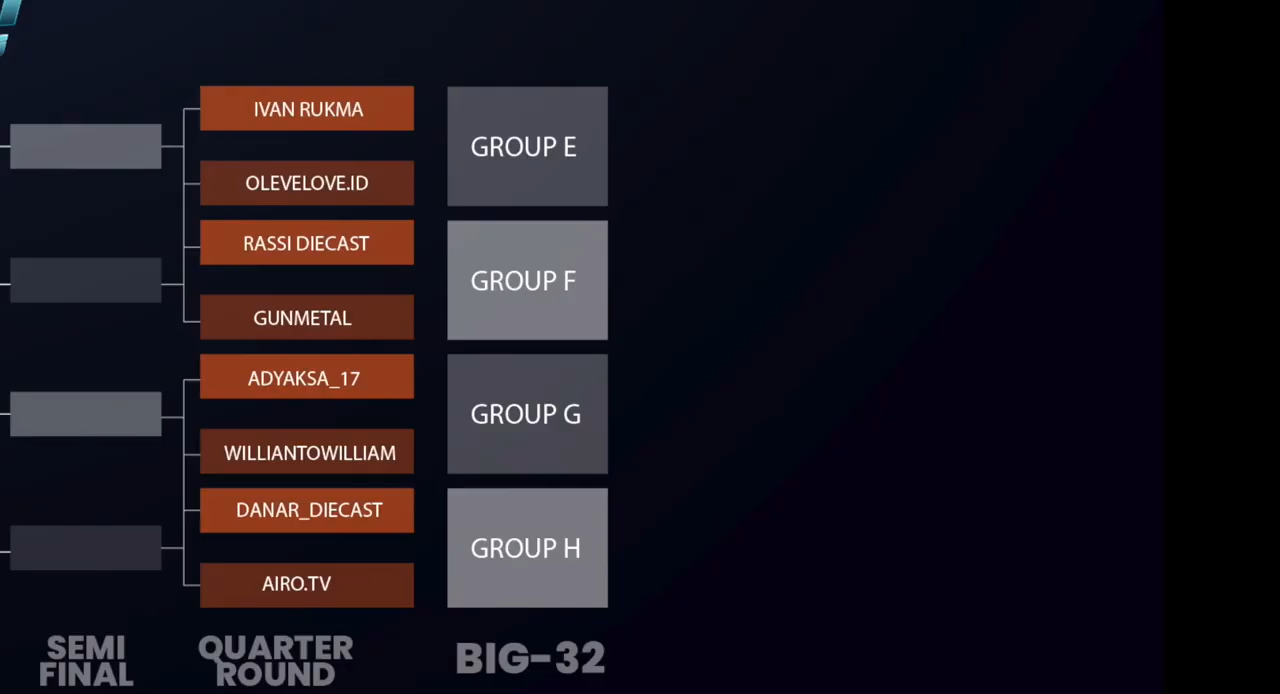 IVAN RUKMA
OLEVELOVE.ID
GROUP E
RASSI DIECAST
GUNMETAL
GROUP F
ADYAKSA_17
WILLIANTOWILLIAM
GROUP G
DANAR_DIECAST
AIRO.TV
GROUP H
SEMI
FINAL
QUARTER
ROUND
BIG-32